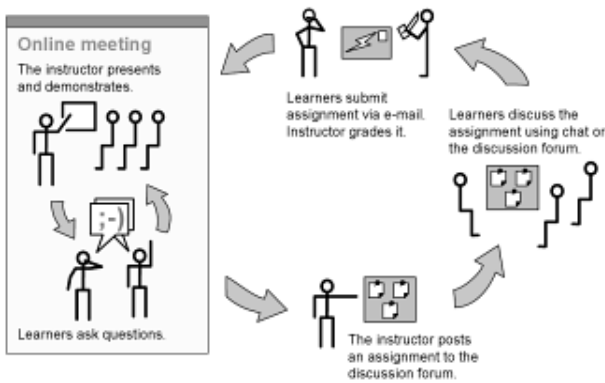 Online meeting
The instructor presents
and demonstrates.
;-)
Learners ask questions.
The instructor posts
an assignment to the
discussion forum.
Learners discuss the
assignment using chat or
the discussion forum.
Learners submit
assignment via e-mail.
Instructor grades it.